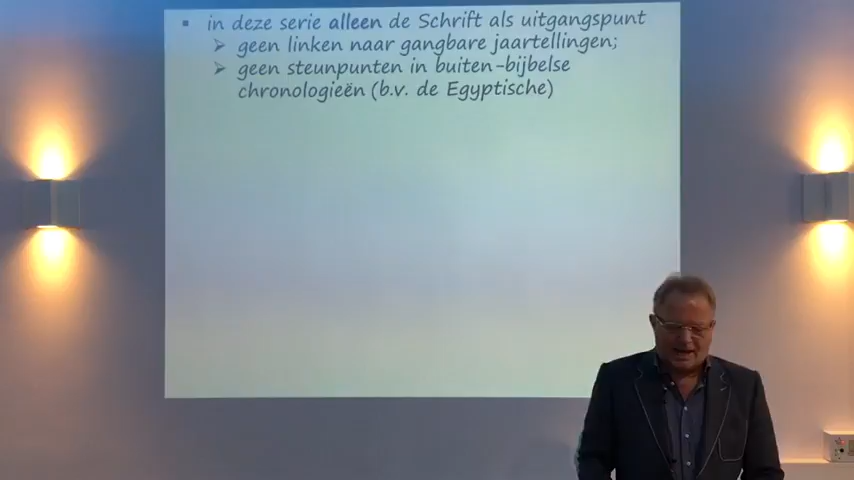 ▪ in deze serie alleen de Schrift als uitgangspunt
➢ geen linken naar gangbare jaartellingen;
➢ geen steunpunten in buiten-bijbelse
chronologieën (b.v. de Egyptische)